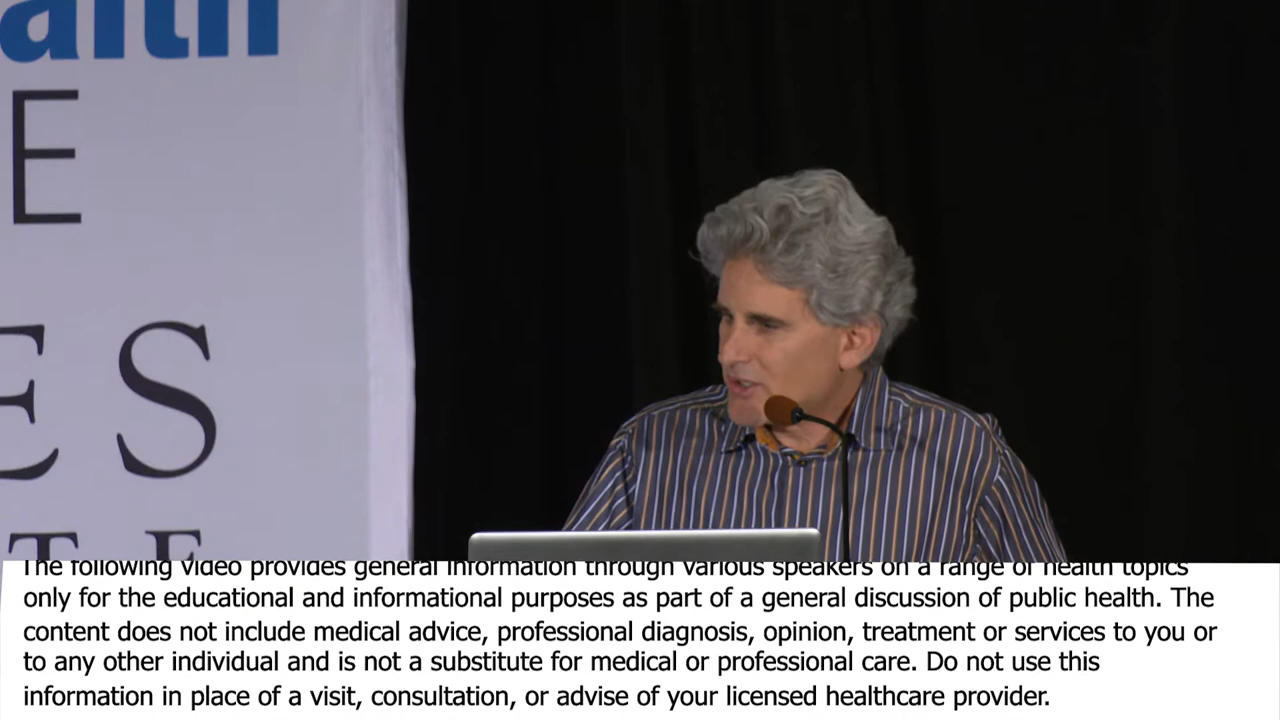 E
ES
TE
The following video provides general information through various speakers on a range of health topics
only for the educational and informational purposes as part of a general discussion of public health. The
content does not include medical advice, professional diagnosis, opinion, treatment or services to you or
to any other individual and is not a substitute for medical or professional care. Do not use this
information in place of a visit, consultation, or advise of your licensed healthcare provider.